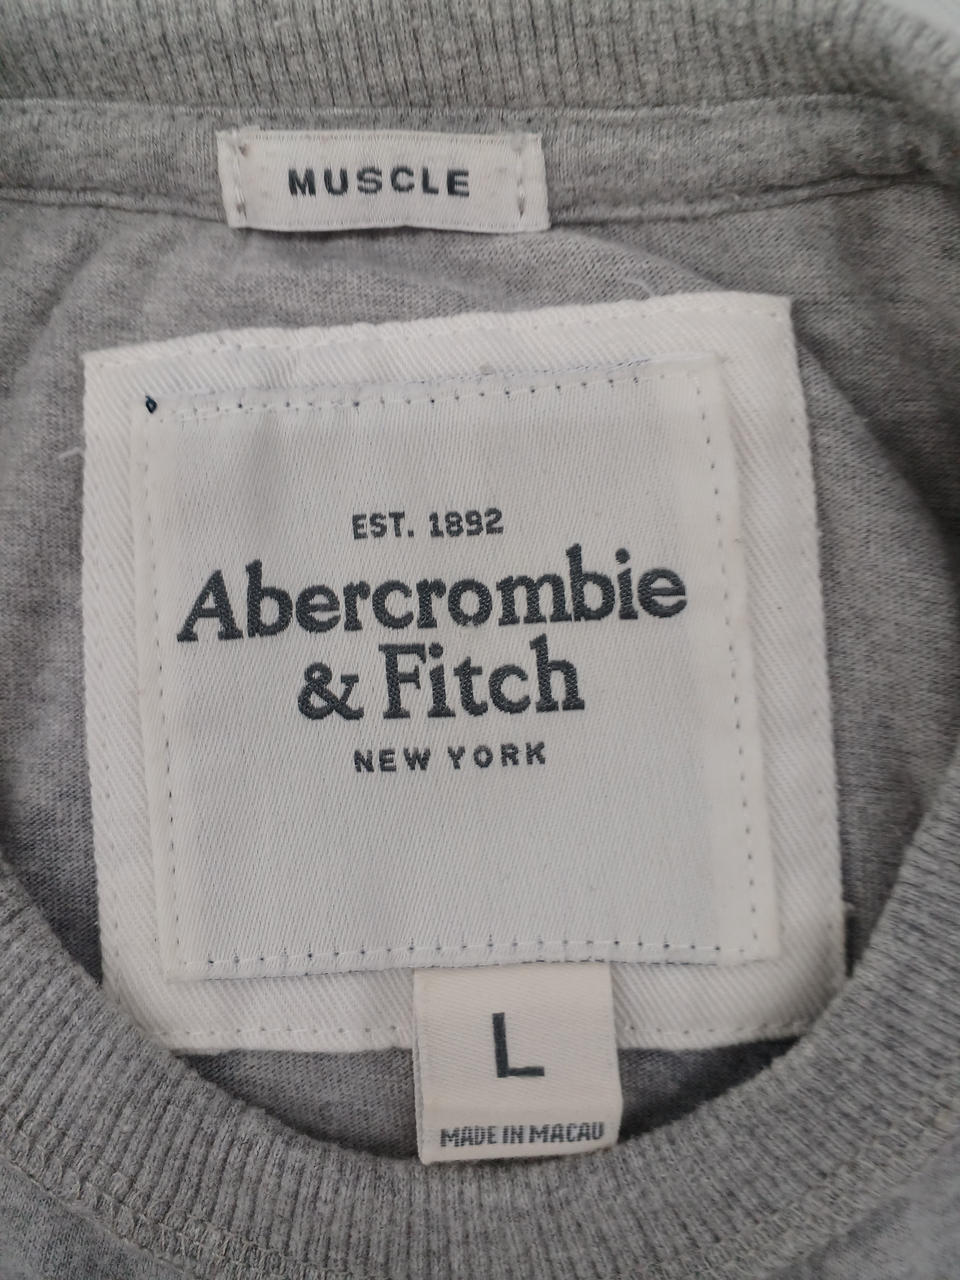 MUSCLE
EST. 1892
Abercrombie
& Fitch
NEW YORK
L
MADE IN MACAU